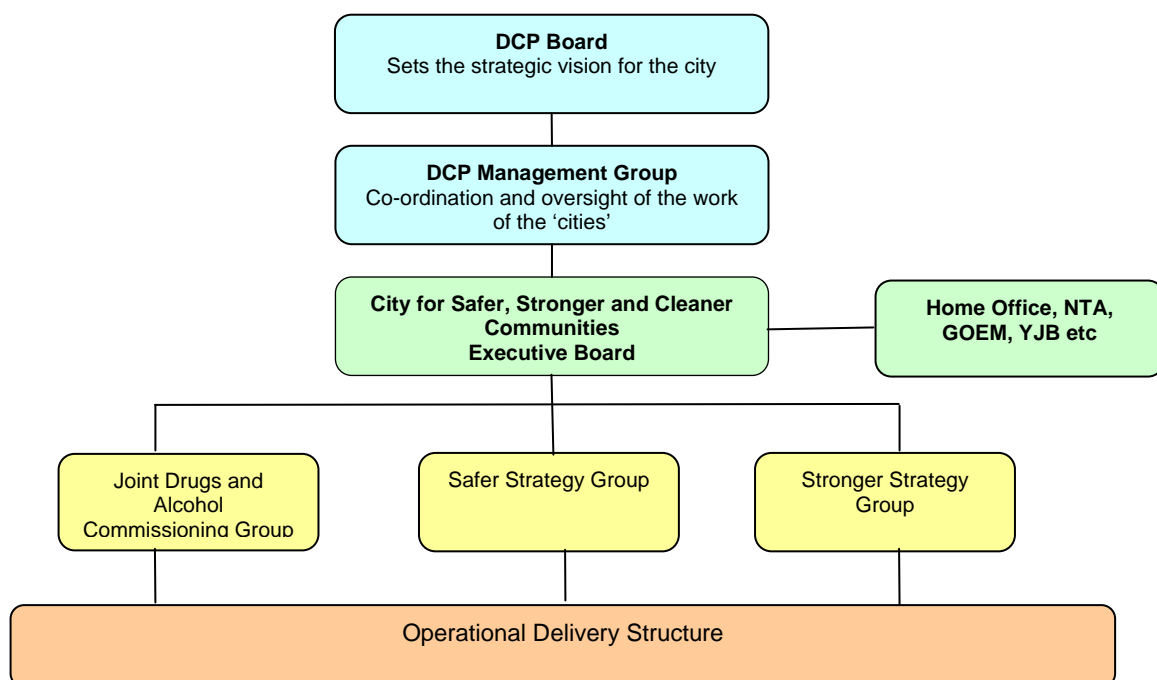 DCP Board
Sets the strategic vision for the city
DCP Management Group
Co-ordination and oversight of the work
of the ‘cities’
City for Safer, Stronger and Cleaner
Communities
Executive Board
Home Office, NTA,
GOEM, YJB etc
Joint Drugs and
Alcohol
Commissioning Group
Safer Strategy Group
Stronger Strategy
Group
Operational Delivery Structure